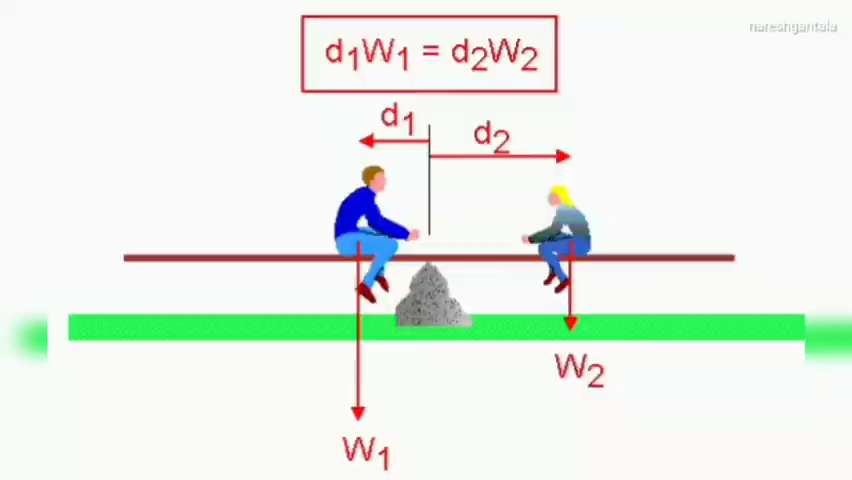 nareshgantala
d₁W₁ = d₂W₂
d₁
d₂
W₂
W₁